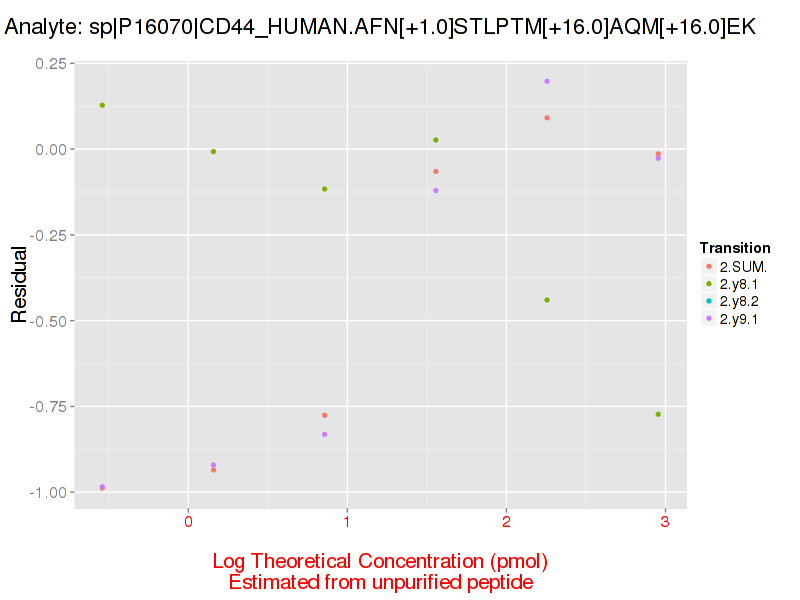 Analyte: sp|P16070|CD44_HUMAN.AFN[+1.0]STLPTM[+16.0]AQM[+16.0]EK
Residual
0.25
0.00
-0.25
-0.50
-0.75
-1.00
0 1 2 3
Log Theoretical Concentration (pmol)
Estimated from unpurified peptide
Transition
2.SUM.
2.y8.1
2.y8.2
2.y9.1